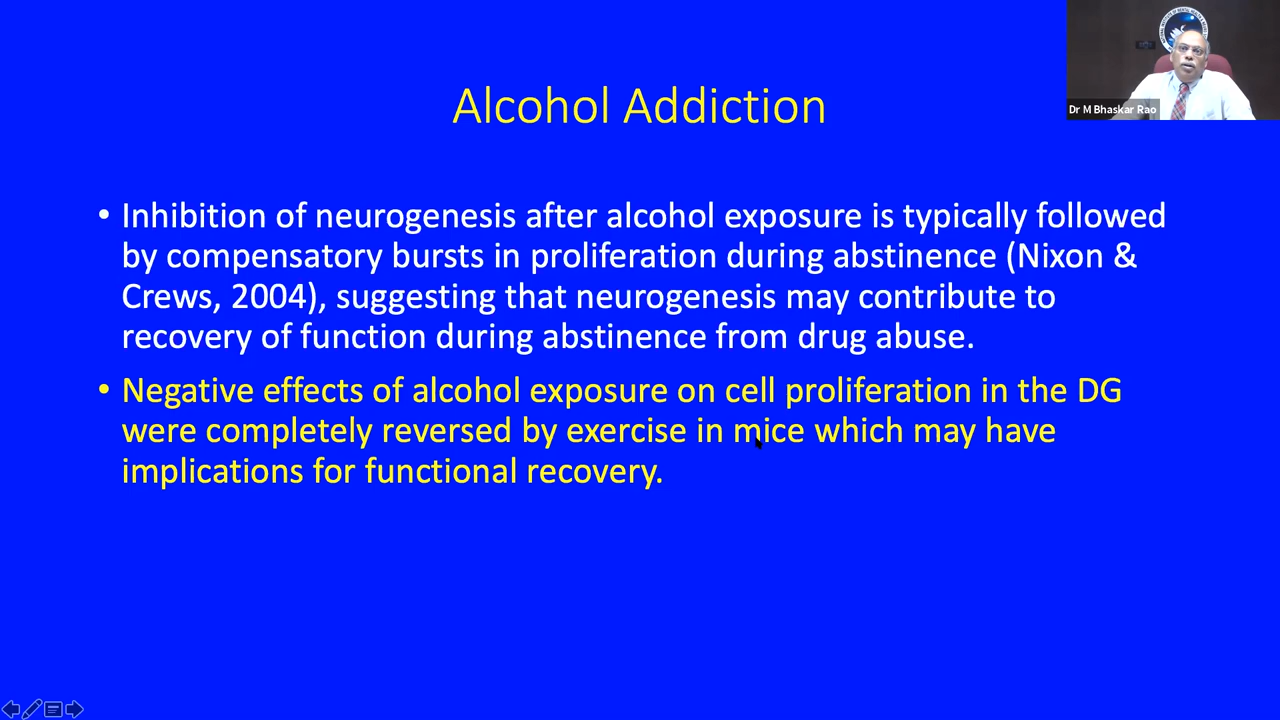 Alcohol Addiction
Dr M Bhaskar Rao
• Inhibition of neurogenesis after alcohol exposure is typically followed
by compensatory bursts in proliferation during abstinence (Nixon &
Crews, 2004), suggesting that neurogenesis may contribute to
recovery of function during abstinence from drug abuse.
• Negative effects of alcohol exposure on cell proliferation in the DG
were completely reversed by exercise in mice which may have
implications for functional recovery.